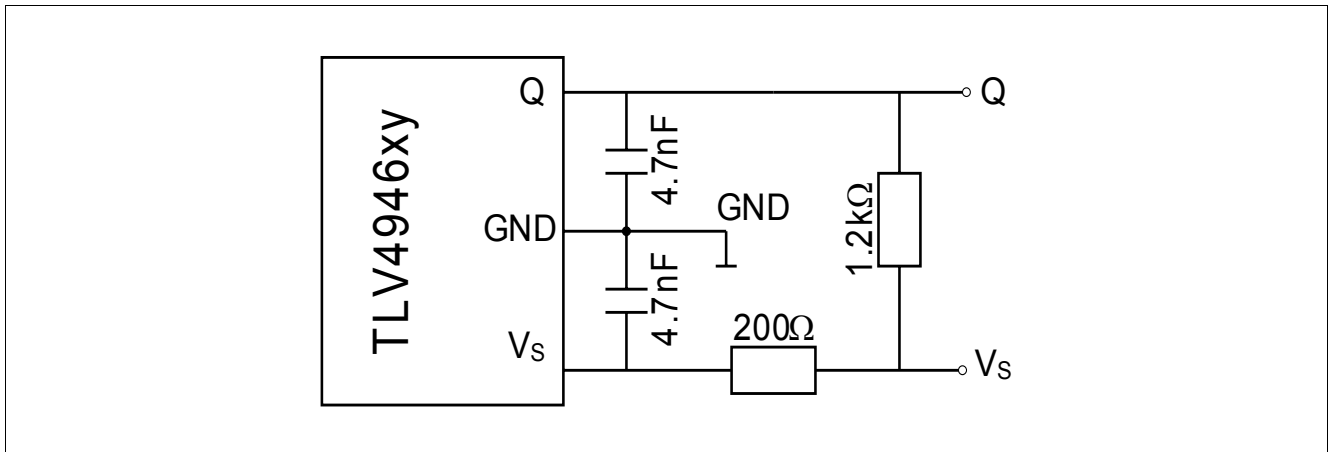 TLV4946xy
Q
GND
VS
4.7nF
4.7nF
GND
200Ω
1.2kΩ
Q
VS